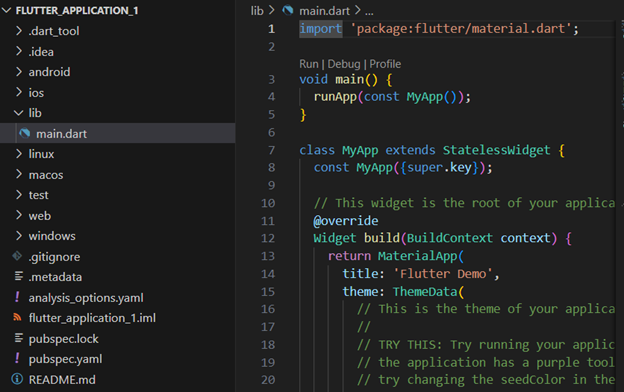 FLUTTER_APPLICATION_1
.dart_tool
.idea
android
ios
lib
main.dart
linux
macos
test
web
windows
.gitignore
.metadata
analysis_options.yaml
flutter_application_1.iml
pubspec.lock
pubspec.yaml
README.md
lib > main.dart > ...
1 import 'package:flutter/material.dart';
2
Run | Debug | Profile
3 void main() {
4 runApp(const MyApp());
5 }
6
7 class MyApp extends StatelessWidget {
8 const MyApp({super.key});
9
10 // This widget is the root of your applica
11 @override
12 Widget build(BuildContext context) {
13 return MaterialApp(
14 title: 'Flutter Demo',
15 theme: ThemeData(
16 // This is the theme of your applica
17 //
18 // TRY THIS: Try running your applic
19 // the application has a purple tool
20 // try changing the seedColor in the